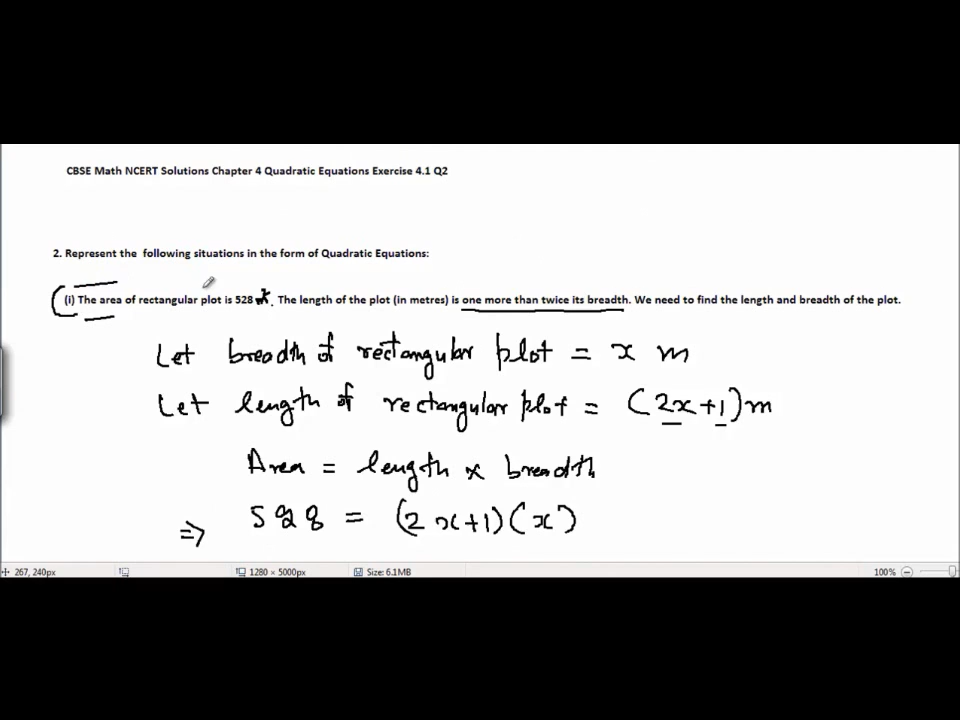 CBSE Math NCERT Solutions Chapter 4 Quadratic Equations Exercise 4.1 Q2
2. Represent the following situations in the form of Quadratic Equations:
(i) The area of rectangular plot is 528 . The length of the plot (in metres) is one more than twice its breadth. We need to find the length and breadth of the plot.
Let breadth of rectangular plot = x m
Let length of rectangular plot = (2x+1)m
Area = length × breadth
⇒ 528 = (2x+1)(x)
267, 240px 1280 × 5000px Size: 6.1MB 100%